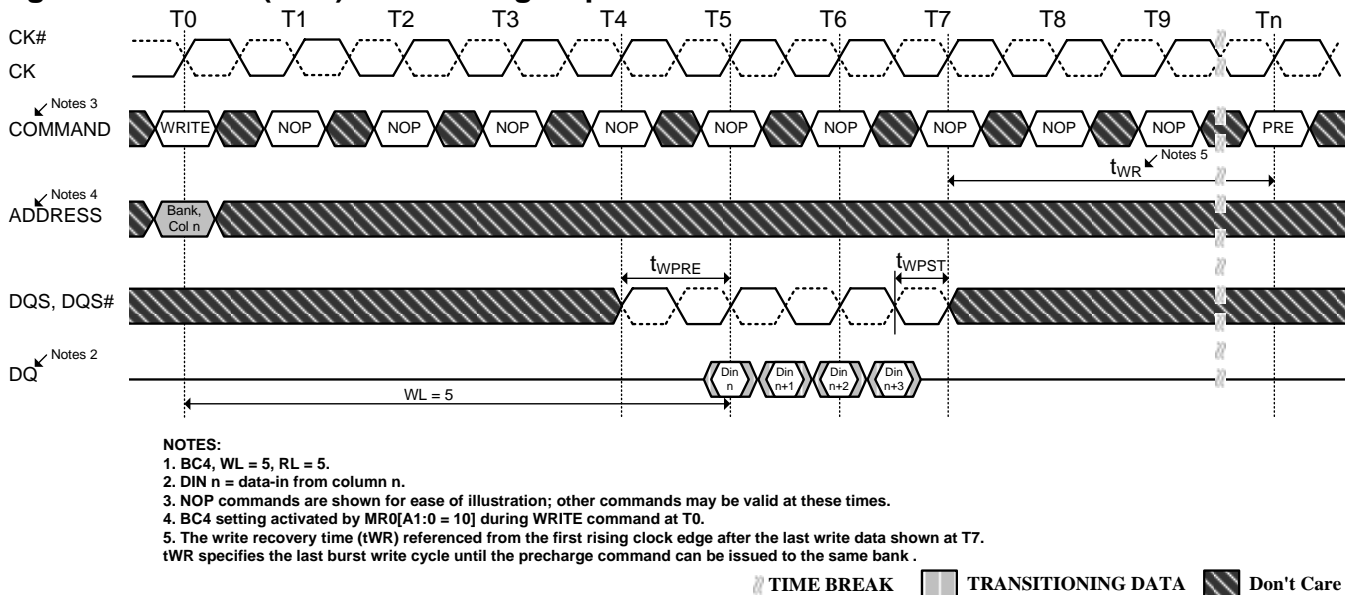 T0 T1 T2 T3 T4 T5 T6 T7 T8 T9 Tn
CK#
CK
Notes 3
COMMAND
WRITE NOP NOP NOP NOP NOP NOP NOP NOP NOP PRE
tWR Notes 5
Notes 4
ADDRESS
Bank,
Col n
tWPRE tWPST
DQS, DQS#
Notes 2
DQ
Din Din Din Din
n n+1 n+2 n+3
WL = 5
NOTES:
1. BC4, WL = 5, RL = 5.
2. DIN n = data-in from column n.
3. NOP commands are shown for ease of illustration; other commands may be valid at these times.
4. BC4 setting activated by MR0[A1:0 = 10] during WRITE command at T0.
5. The write recovery time (tWR) referenced from the first rising clock edge after the last write data shown at T7.
tWR specifies the last burst write cycle until the precharge command can be issued to the same bank .
TIME BREAK TRANSITIONING DATA Don't Care